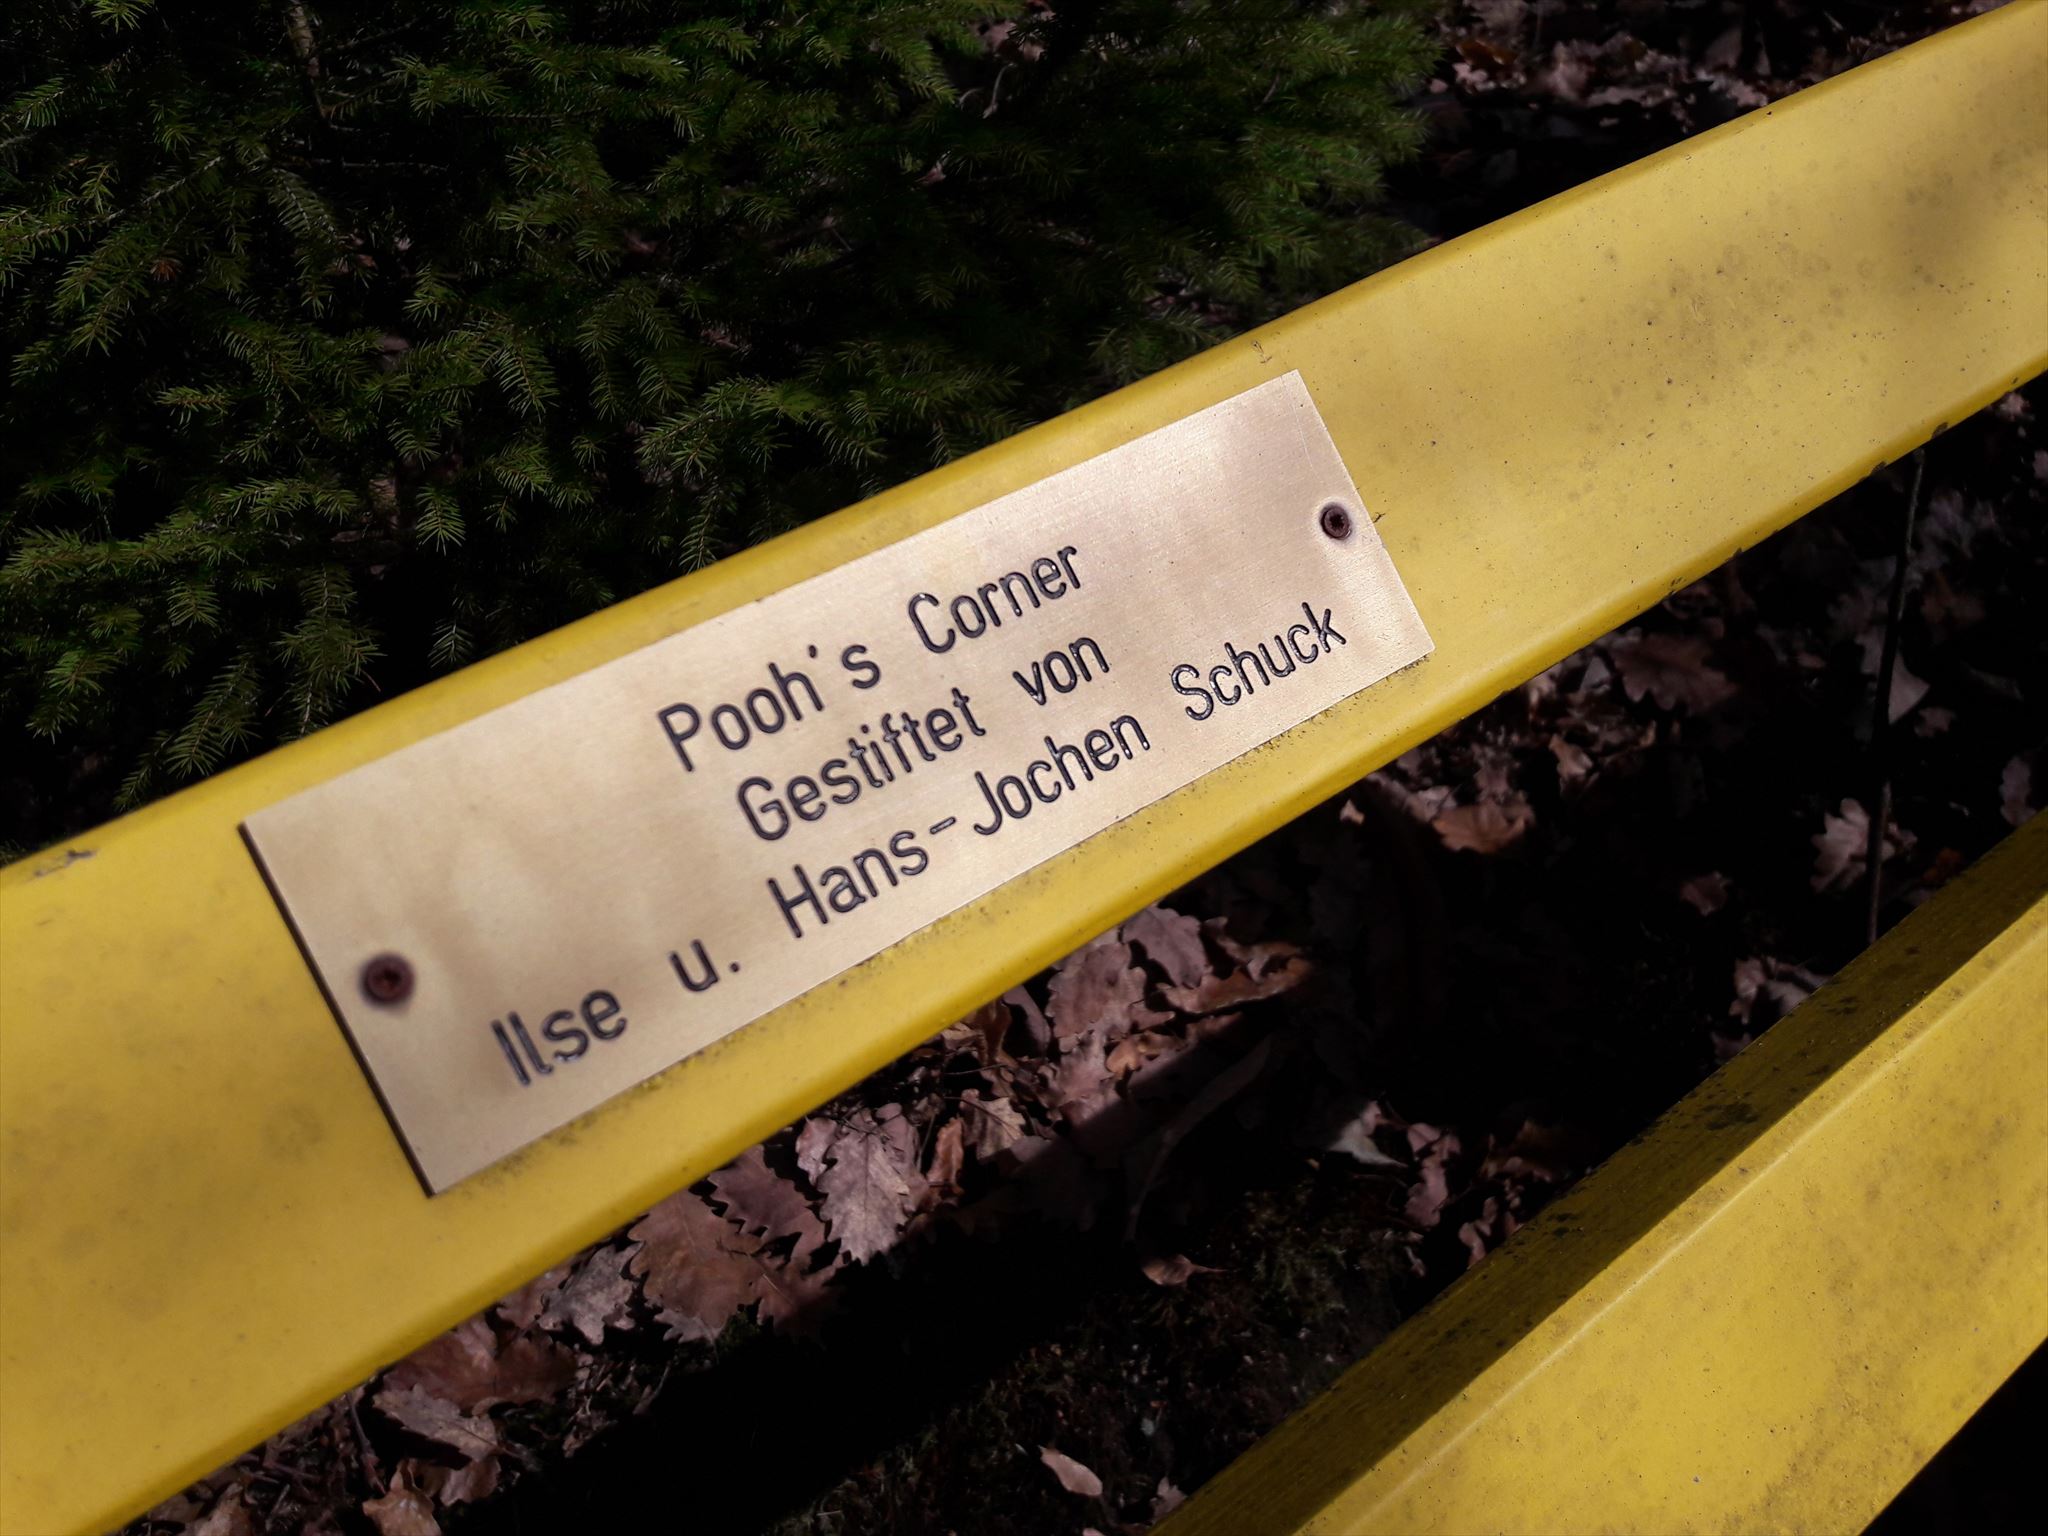 Pooh's Corner
Gestiftet von
Ilse u. Hans-Jochen Schuck